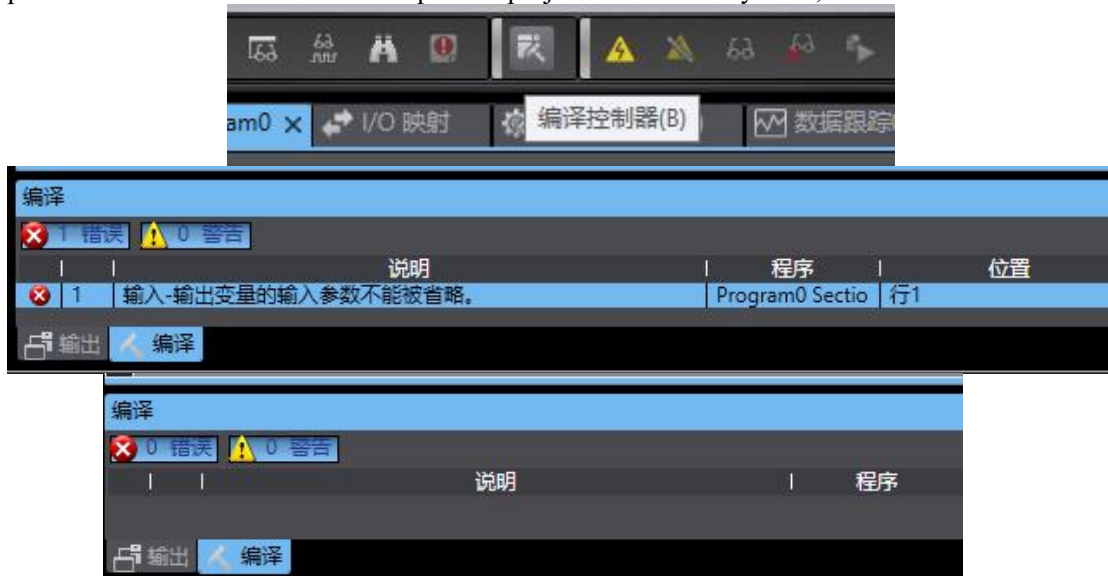 am0 × I/O 映射
编译控制器(B)
数据跟踪
编译
1 错误 0 警告
说明 程序 位置
1 输入-输出变量的输入参数不能被省略。 Program0 Sectio 行1
输出 编译
编译
0 错误 0 警告
说明 程序
输出 编译